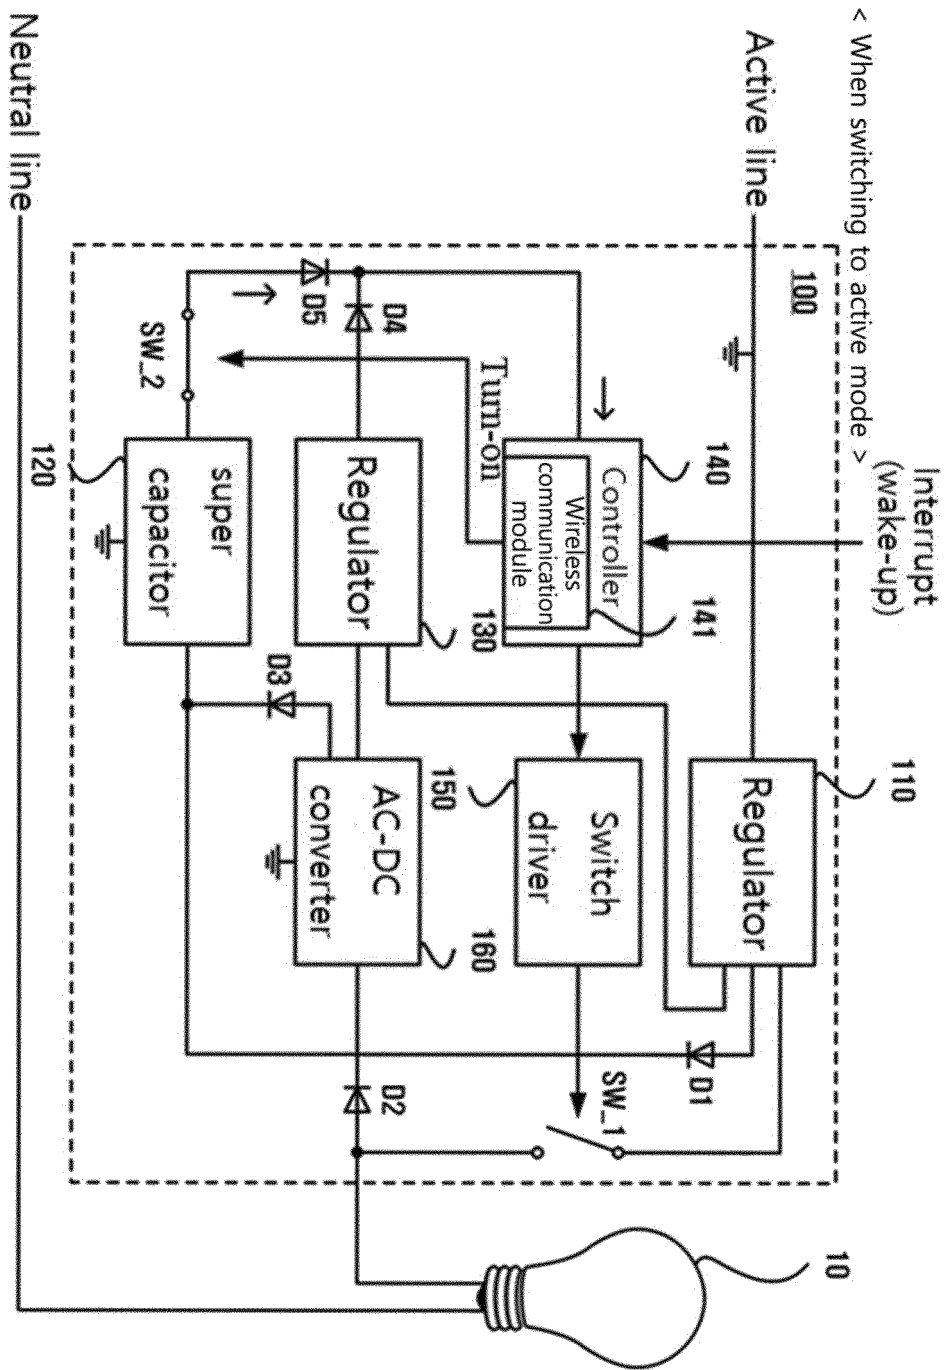 < When switching to active mode >
Interrupt
(wake-up)
Active line
100
110
Regulator
140
141
Controller
Wireless
communication
module
Turn-on
150
Switch
driver
SW_1
D1
10
D4
D5
130
Regulator
160
AC-DC
converter
D2
D3
SW_2
120
super
capacitor
Neutral line